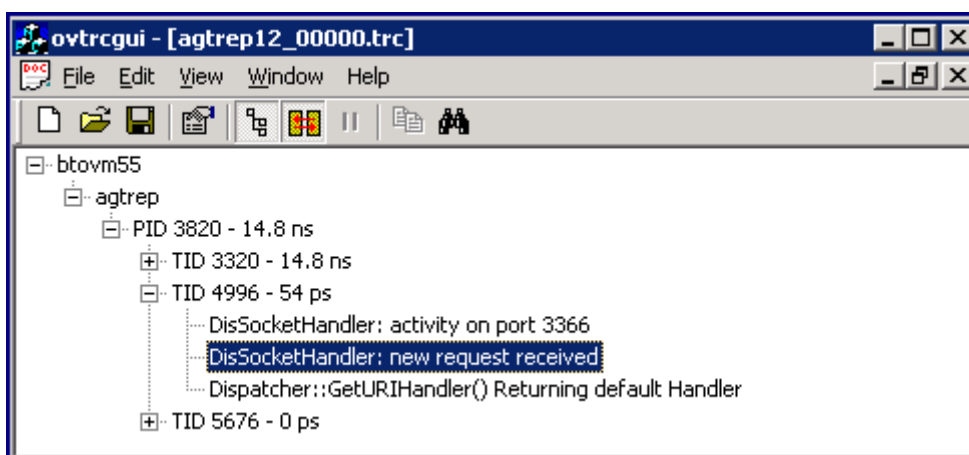 ovtrcgui - [agtrep12_00000.trc]
File Edit View Window Help
btovm55
agtrep
PID 3820 - 14.8 ns
TID 3320 - 14.8 ns
TID 4996 - 54 ps
DisSocketHandler: activity on port 3366
DisSocketHandler: new request received
Dispatcher::GetURIHandler() Returning default Handler
TID 5676 - 0 ps